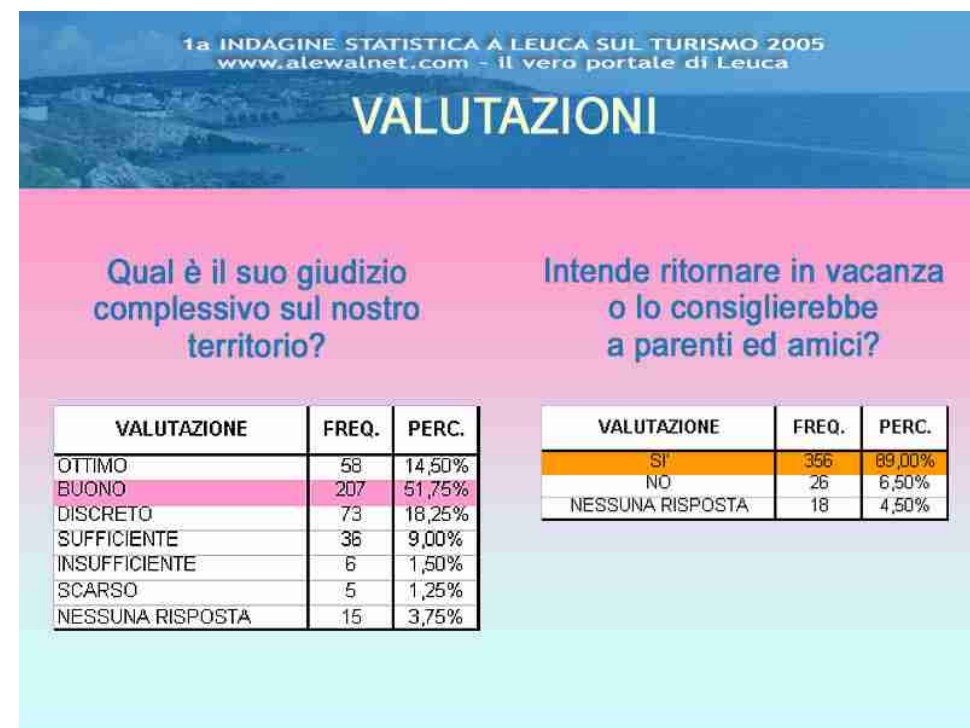 1a INDAGINE STATISTICA A LEUCA SUL TURISMO 2005
www.alewalnet.com - il vero portale di Leuca
VALUTAZIONI
Qual è il suo giudizio
complessivo sul nostro
territorio?
VALUTAZIONE FREQ. PERC.
OTTIMO 58 14,50%
BUONO 207 51,75%
DISCRETO 73 18,25%
SUFFICIENTE 36 9,00%
INSUFFICIENTE 6 1,50%
SCARSO 5 1,25%
NESSUNA RISPOSTA 15 3,75%
Intende ritornare in vacanza
o lo consiglierebbe
a parenti ed amici?
VALUTAZIONE FREQ. PERC.
SI' 356 89,00%
NO 26 6,50%
NESSUNA RISPOSTA 18 4,50%